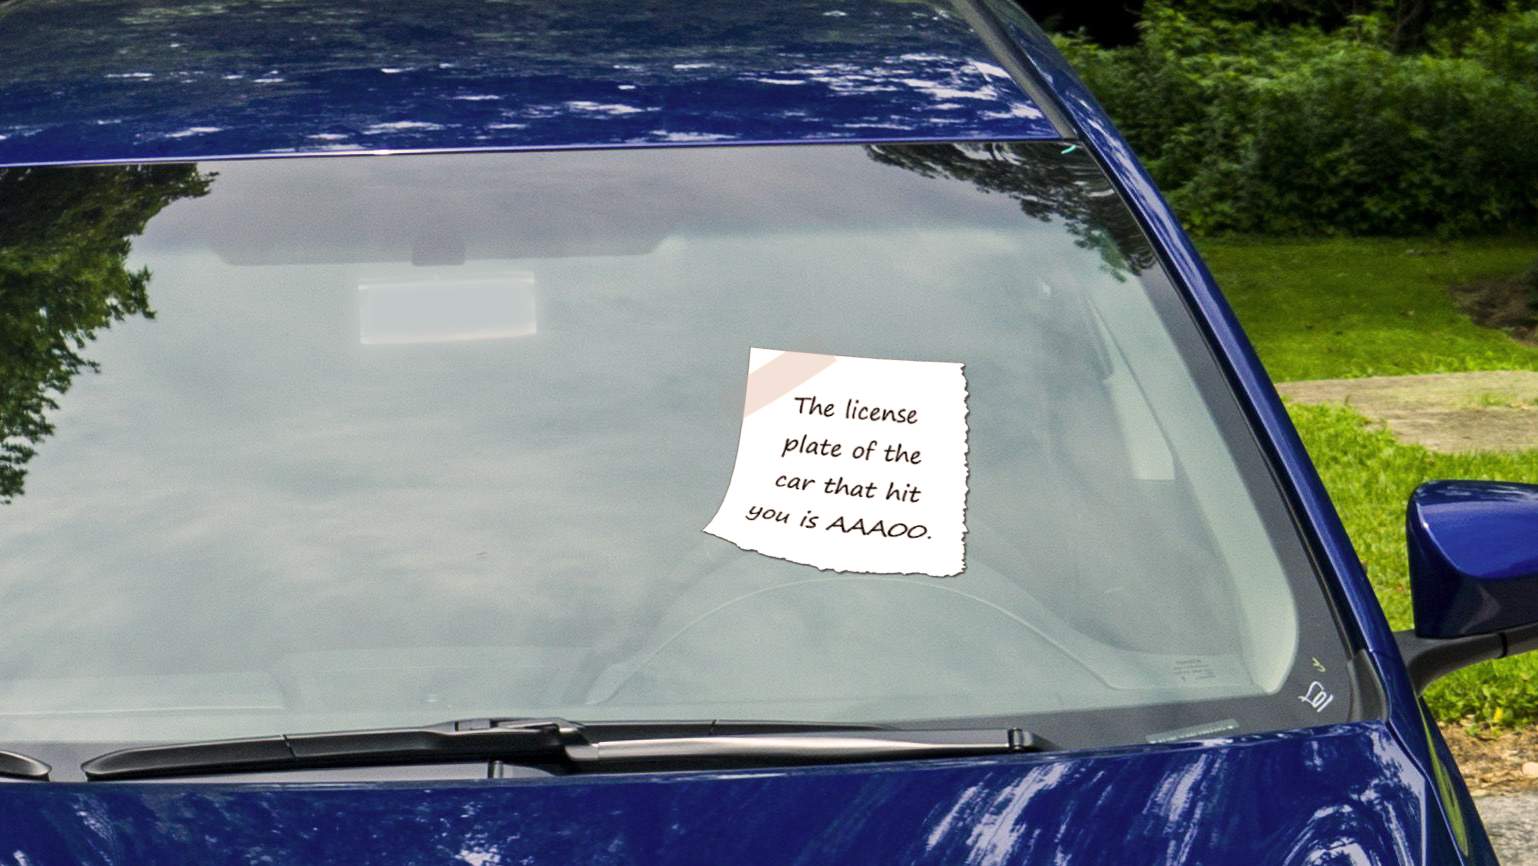 The license
plate of the
car that hit
you is AAAOO.